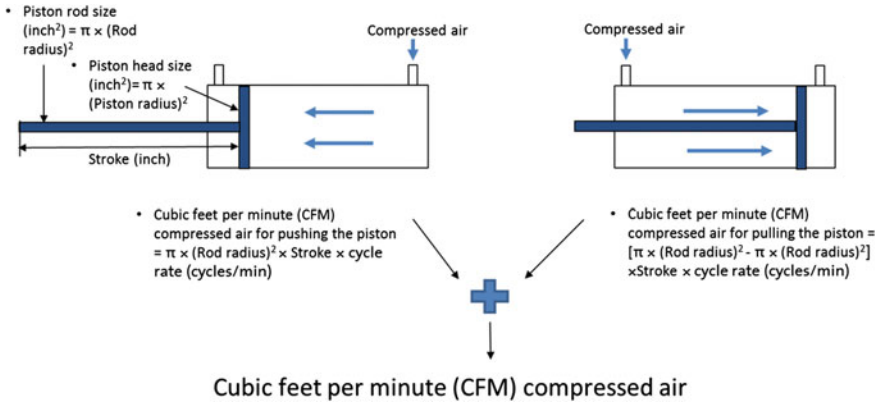 • Piston rod size
(inch²) = π × (Rod
radius)²
• Piston head size
(inch²)= π ×
(Piston radius)²
Stroke (inch)
Compressed air
Compressed air
• Cubic feet per minute (CFM)
compressed air for pushing the piston
= π × (Rod radius)² × Stroke × cycle
rate (cycles/min)
• Cubic feet per minute (CFM)
compressed air for pulling the piston =
[π × (Rod radius)² - π × (Rod radius)²]
×Stroke × cycle rate (cycles/min)
Cubic feet per minute (CFM) compressed air